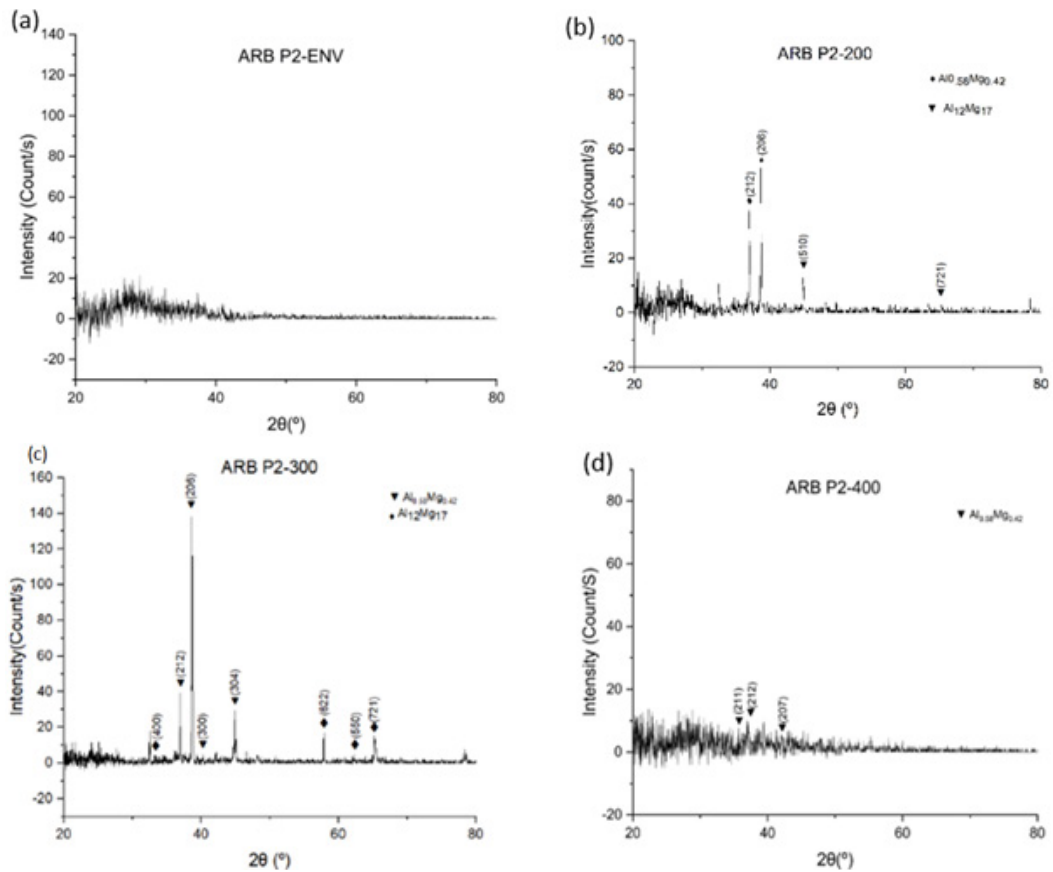 (a)
ARB P2-ENV
140
120
100
80
60
40
20
0
-20
Intensity (Count/s)
20 40 60 80
2θ(º)
(b)
ARB P2-200
100
80
60
40
20
0
-20
Intensity(count/s)
Al0.58Mg0.42
Al12Mg17
(212)
(206)
(510)
(721)
20 40 60 80
2θ (º)
(c)
ARB P2-300
160
140
120
100
80
60
40
20
0
-20
Intensity(Count/s)
Al0.58Mg0.42
Al12Mg17
(400)
(212)
(206)
(300)
(304)
(622)
(550)
(721)
20 40 60 80
2θ (º)
(d)
ARB P2-400
80
60
40
20
0
-20
Intensity (Count/S)
Al0.58Mg0.42
(211)
(212)
(207)
20 40 60 80
2θ (º)